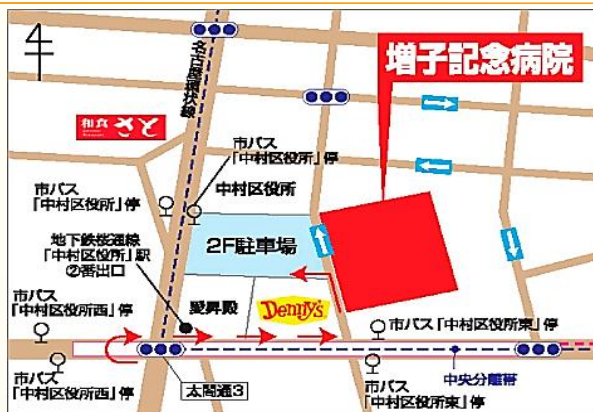 増子記念病院
名古屋環状線
和食
さと
市バス
「中村区役所」停
中村区役所
市バス
「中村区役所」停
2F駐車場
地下鉄桜通線
「中村区役所」駅
②番出口
愛昇殿
Denny's
市バス
「中村区役所西」停
市バス「中村区役所東」停
市バス
「中村区役所西」停
太閤通3
中央分離帯
市バス
「中村区役所東」停